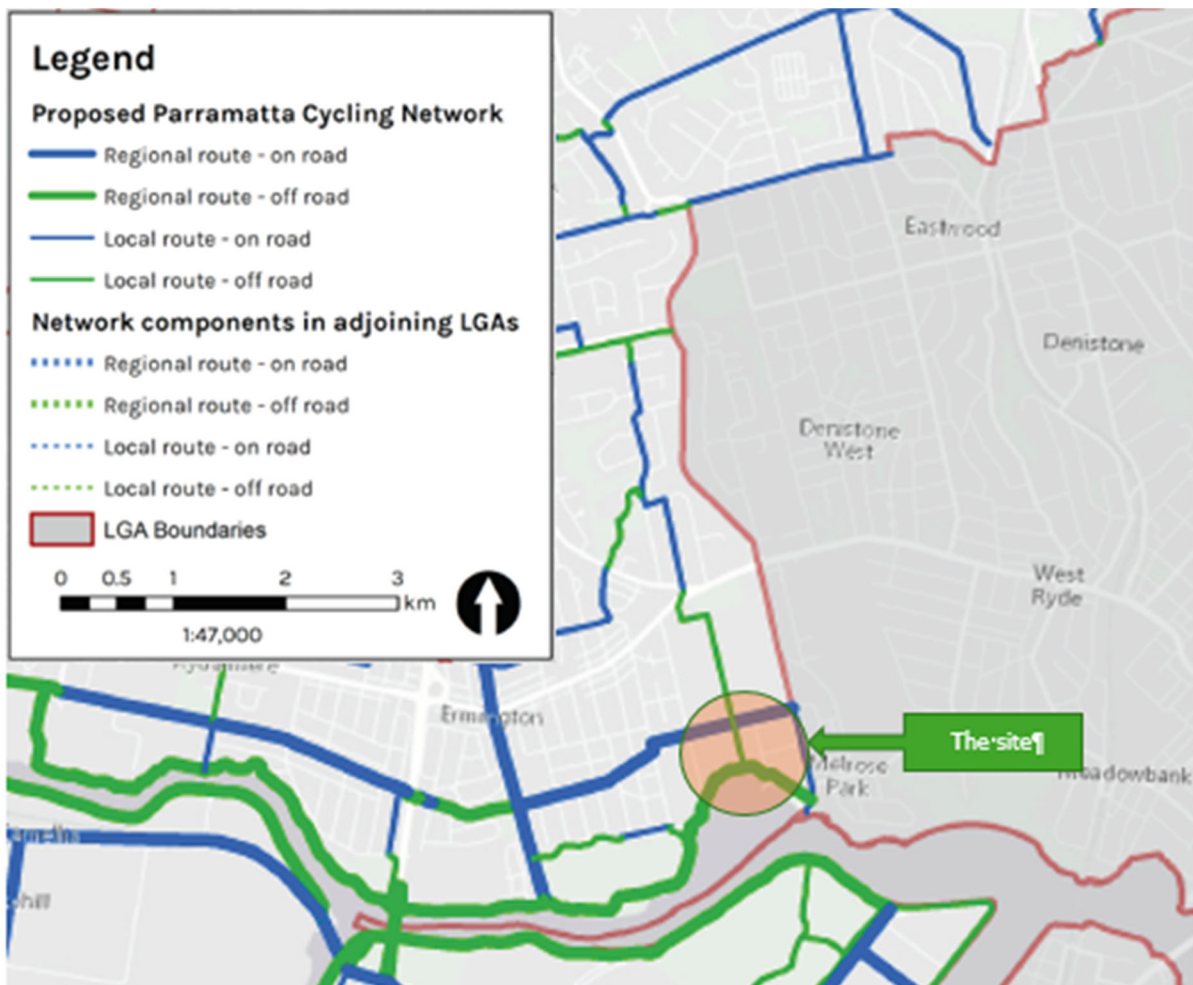 Legend
Proposed Parramatta Cycling Network
Regional route - on road
Regional route - off road
Local route - on road
Local route - off road
Network components in adjoining LGAs
Regional route - on road
Regional route - off road
Local route - on road
Local route - off road
LGA Boundaries
0 0.5 1 2 3 km
1:47,000
Eastwood
Denistone
Denistone
West
West
Ryde
Ermington
The·site¶
Melrose
Park
Meadowbank